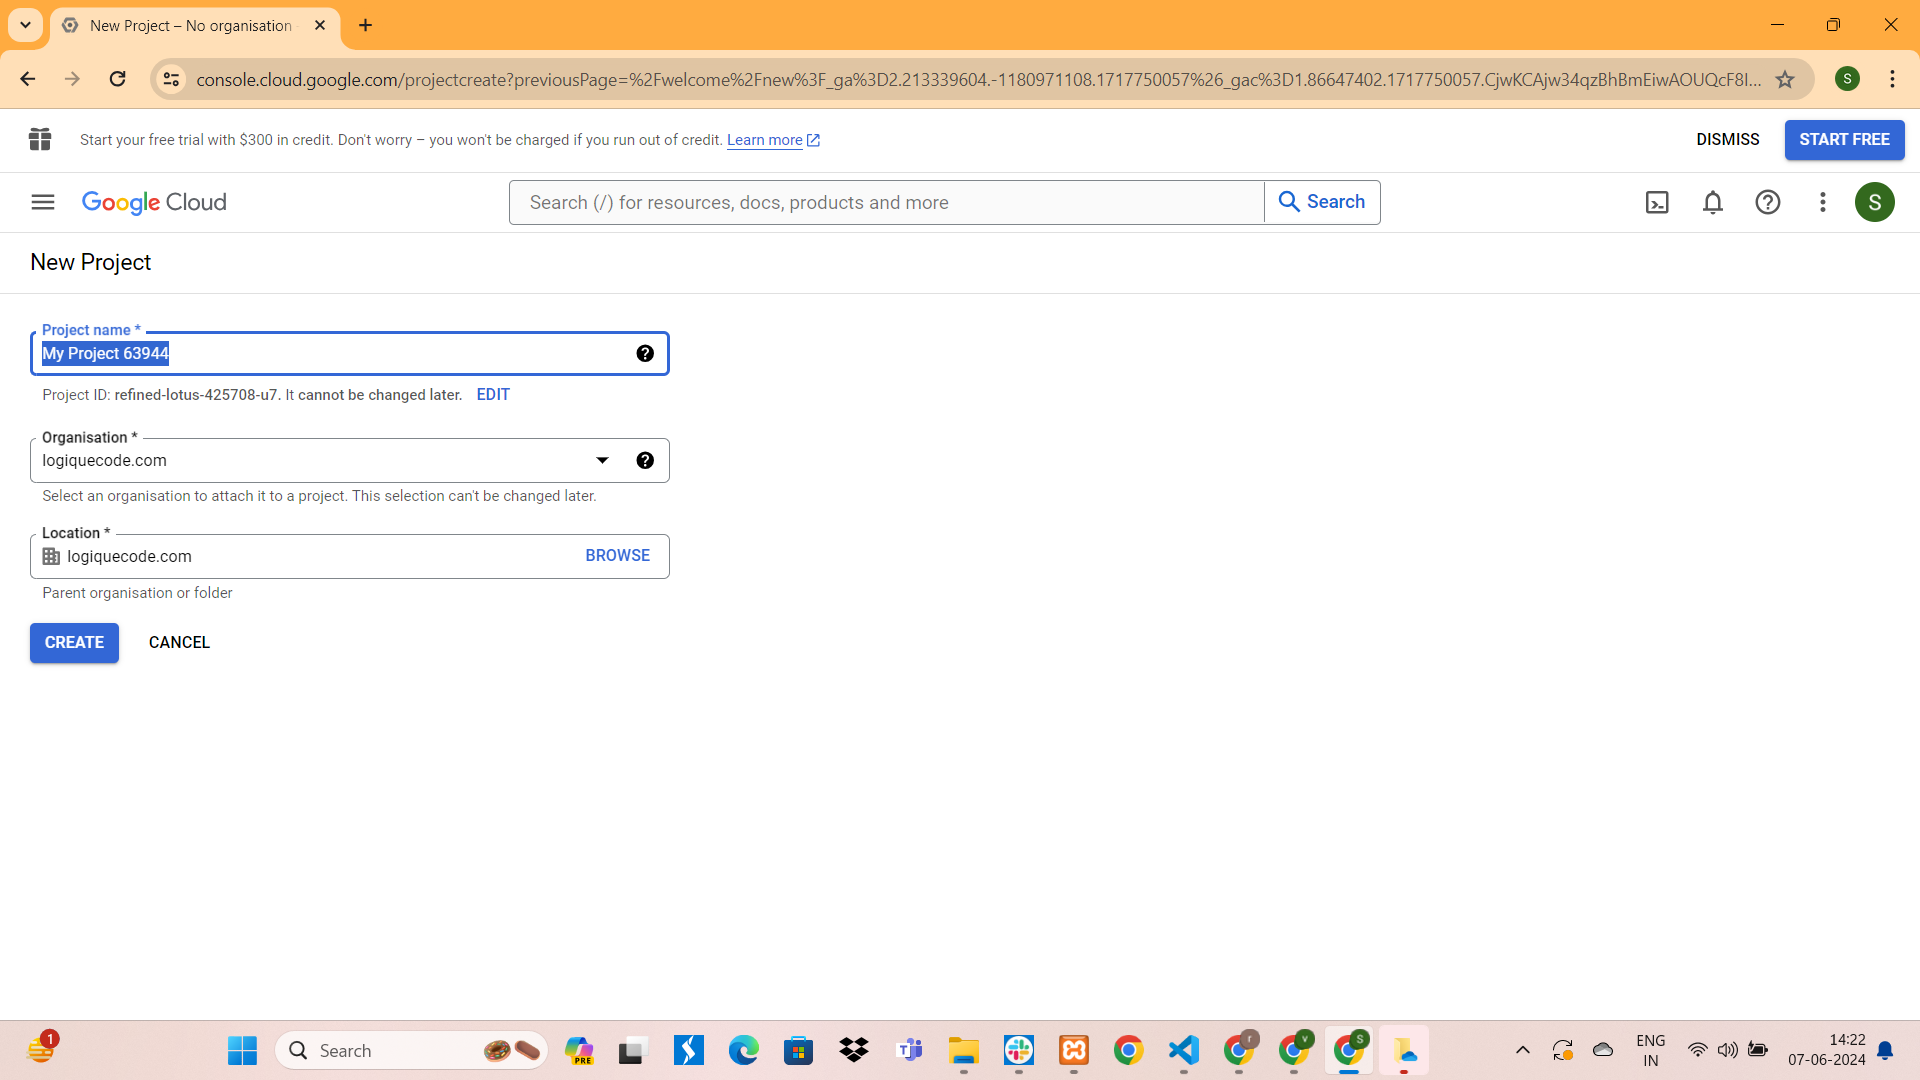 New Project – No organisation
console.cloud.google.com/projectcreate?previousPage=%2Fwelcome%2Fnew%3F_ga%3D2.213339604.-1180971108.1717750057%26_gac%3D1.86647402.1717750057.CjwKCAjw34qzBhBmEiwAOUQcF8I...
S
Start your free trial with $300 in credit. Don't worry – you won't be charged if you run out of credit. Learn more
DISMISS
START FREE
Google Cloud
Search (/) for resources, docs, products and more
Search
S
New Project
Project name *
My Project 63944
Project ID: refined-lotus-425708-u7. It cannot be changed later. EDIT
Organisation *
logiquecode.com
Select an organisation to attach it to a project. This selection can't be changed later.
Location *
logiquecode.com
BROWSE
Parent organisation or folder
CREATE
CANCEL
1
Search
PRE
T
r
v
S
ENG
IN
14:22
07-06-2024